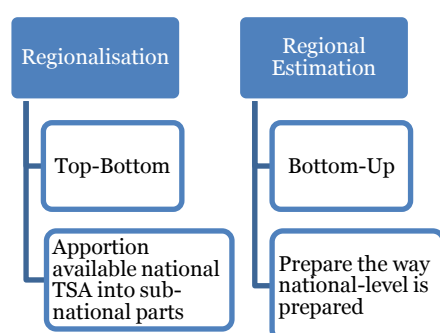 Regionalisation
Top-Bottom
Apportion
available national
TSA into sub-
national parts
Regional
Estimation
Bottom-Up
Prepare the way
national-level is
prepared